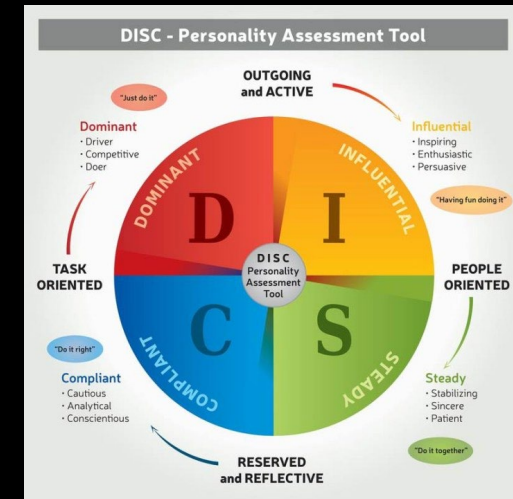 DISC - Personality Assessment Tool
OUTGOING
and ACTIVE
"Just do it"
Dominant
· Driver
· Competitive
· Doer
Influential
· Inspiring
· Enthusiastic
· Persuasive
"Having fun doing it"
DOMINANT
D
INFLUENTIAL
I
DISC
Personality
Assessment
Tool
TASK
ORIENTED
PEOPLE
ORIENTED
C
COMPLIANT
S
STEADY
"Do it right"
Compliant
· Cautious
· Analytical
· Conscientious
Steady
· Stabilizing
· Sincere
· Patient
"Do it together"
RESERVED
and REFLECTIVE